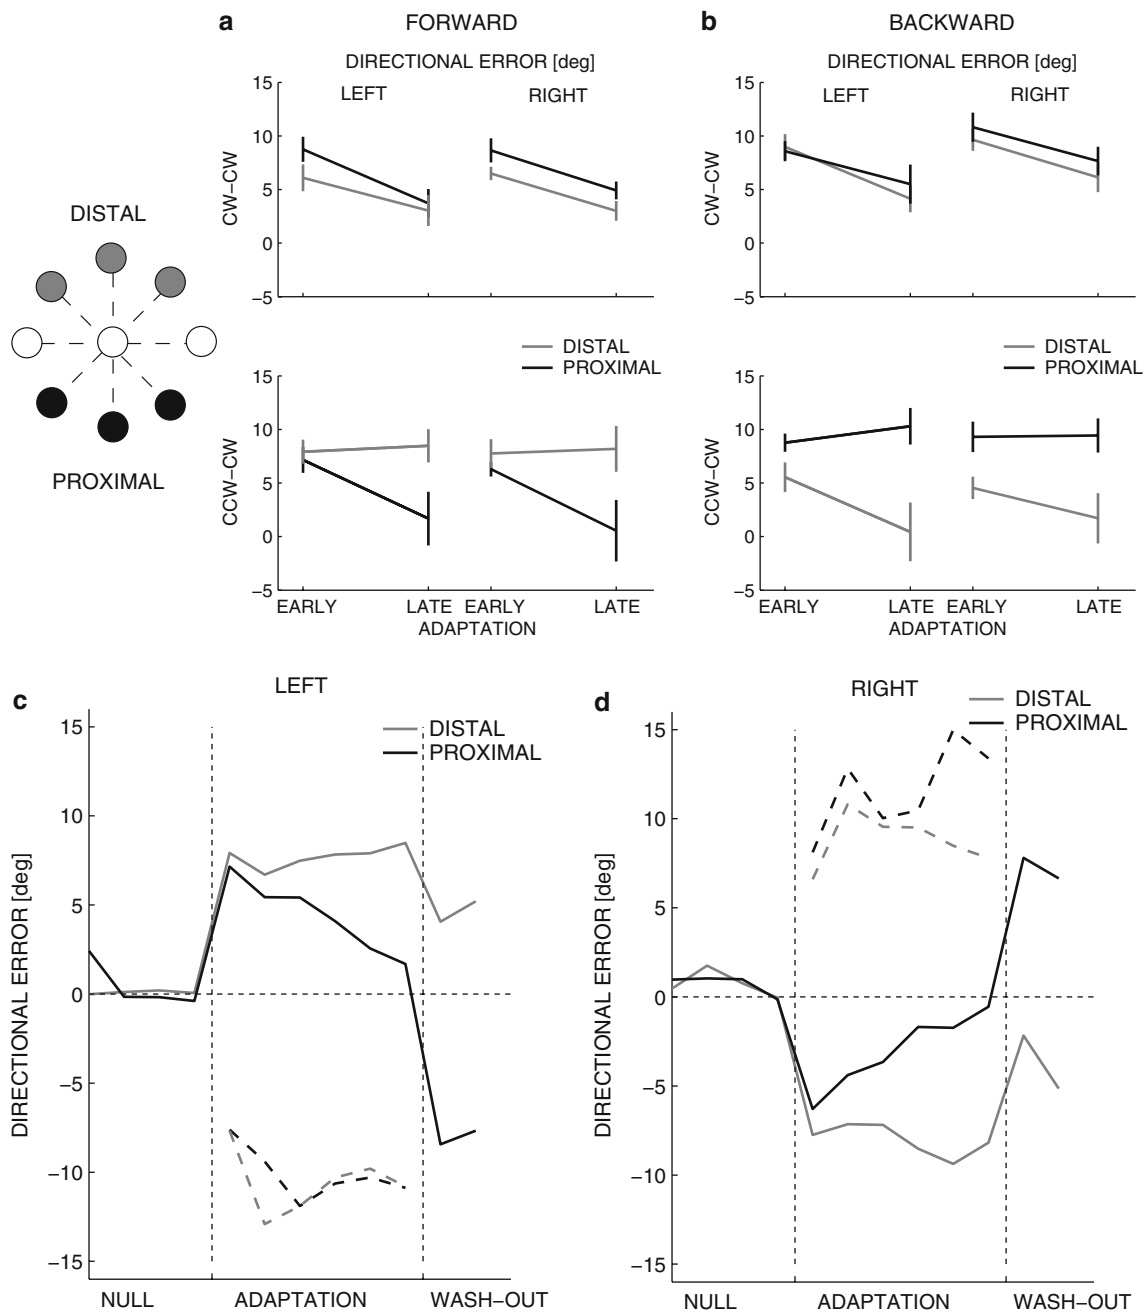 a FORWARD
DIRECTIONAL ERROR [deg]
LEFT RIGHT
15
10
5
0
−5
CW−CW
b BACKWARD
DIRECTIONAL ERROR [deg]
LEFT RIGHT
15
10
5
0
−5
CW−CW
DISTAL
PROXIMAL
DISTAL
PROXIMAL
15
10
5
0
−5
CCW−CW
EARLY LATE EARLY LATE
ADAPTATION
DISTAL
PROXIMAL
15
10
5
0
−5
CCW−CW
EARLY LATE EARLY LATE
ADAPTATION
c LEFT
DISTAL
PROXIMAL
15
10
5
0
−5
−10
−15
DIRECTIONAL ERROR [deg]
NULL ADAPTATION WASH−OUT
d RIGHT
DISTAL
PROXIMAL
15
10
5
0
−5
−10
−15
DIRECTIONAL ERROR [deg]
NULL ADAPTATION WASH−OUT